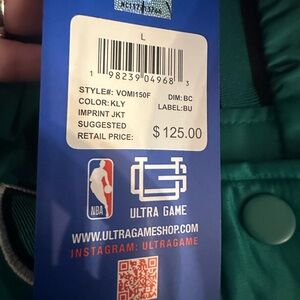 L
1 98239 04968 3
STYLE#: VOMI150F DIM: BC
COLOR: KLY LABEL: BU
IMPRINT JKT
SUGGESTED
RETAIL PRICE: $125.00
NBA
ULTRA GAME
WWW.ULTRAGAMESHOP.COM
INSTAGRAM: ULTRAGAME